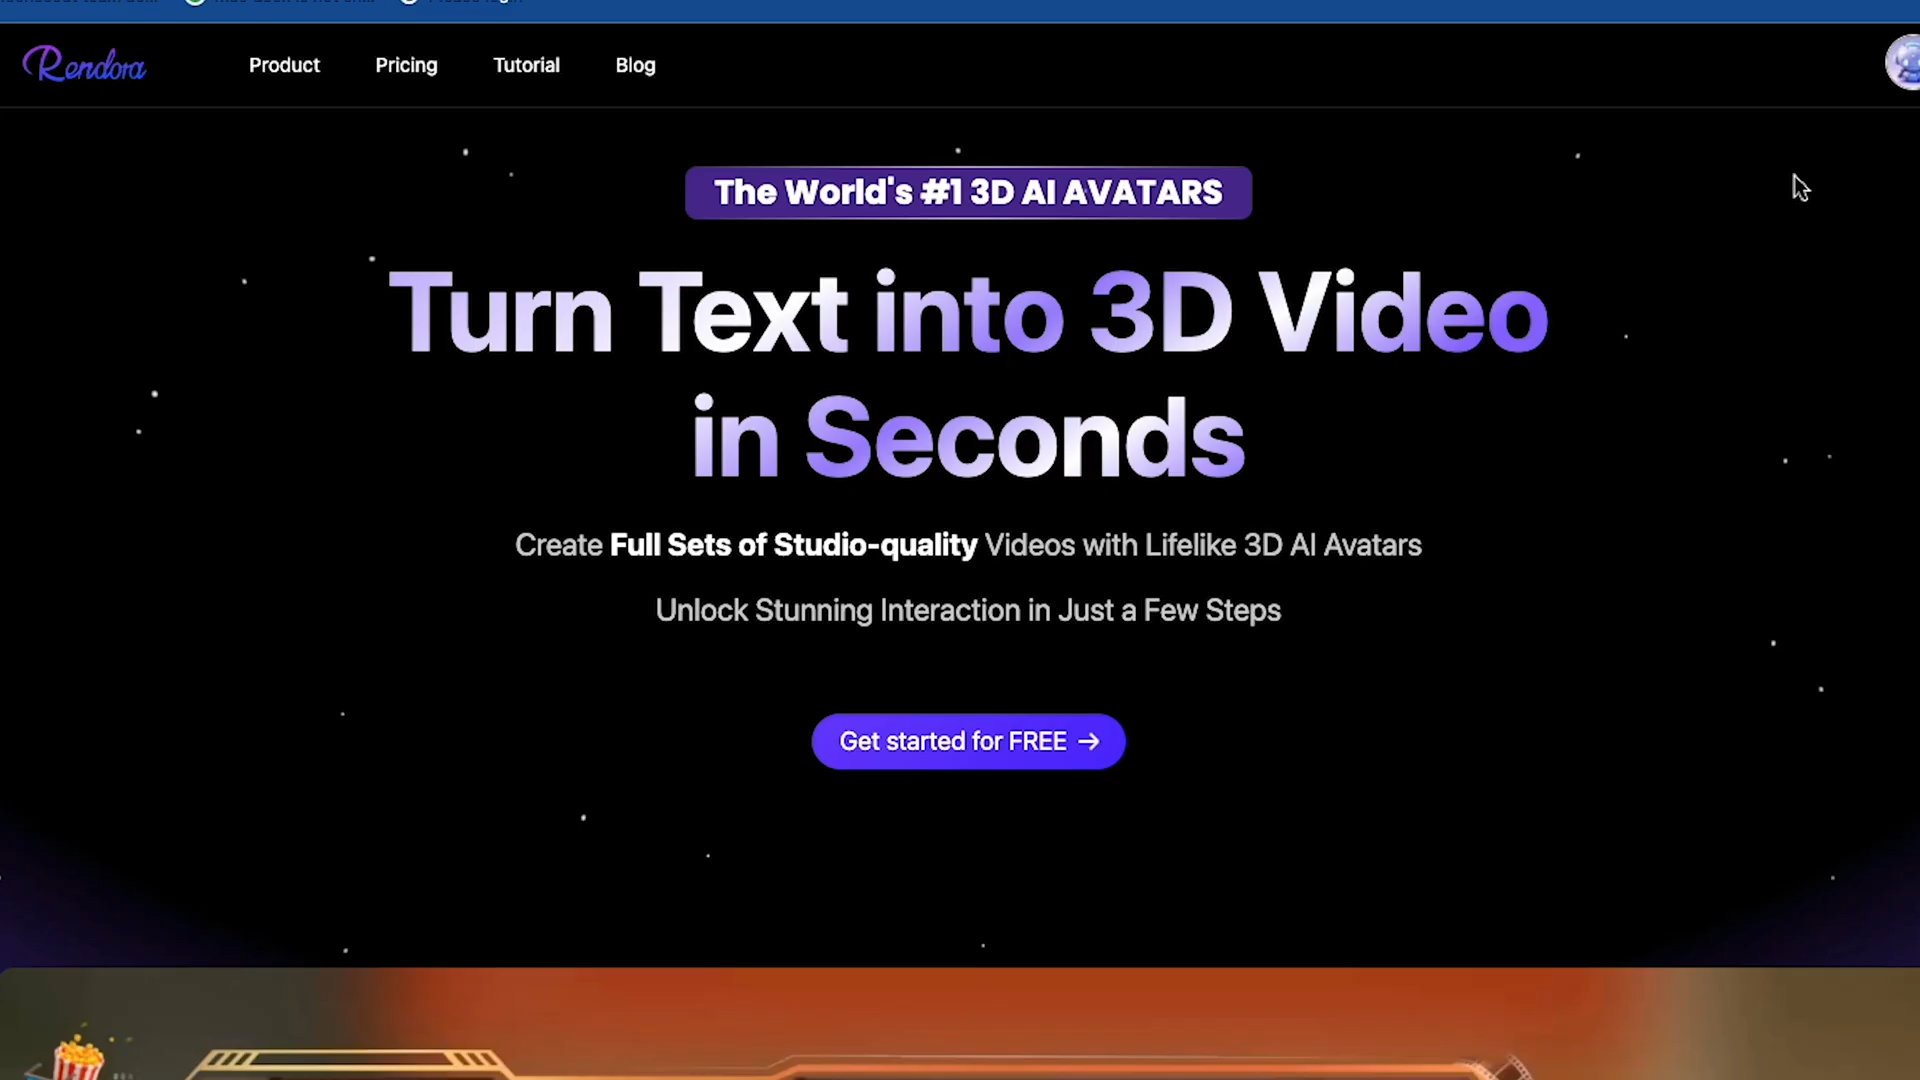 Rendora
Product
Pricing
Tutorial
Blog
The World's #1 3D AI AVATARS
Turn Text into 3D Video
in Seconds
Create Full Sets of Studio-quality Videos with Lifelike 3D AI Avatars
Unlock Stunning Interaction in Just a Few Steps
Get started for FREE →